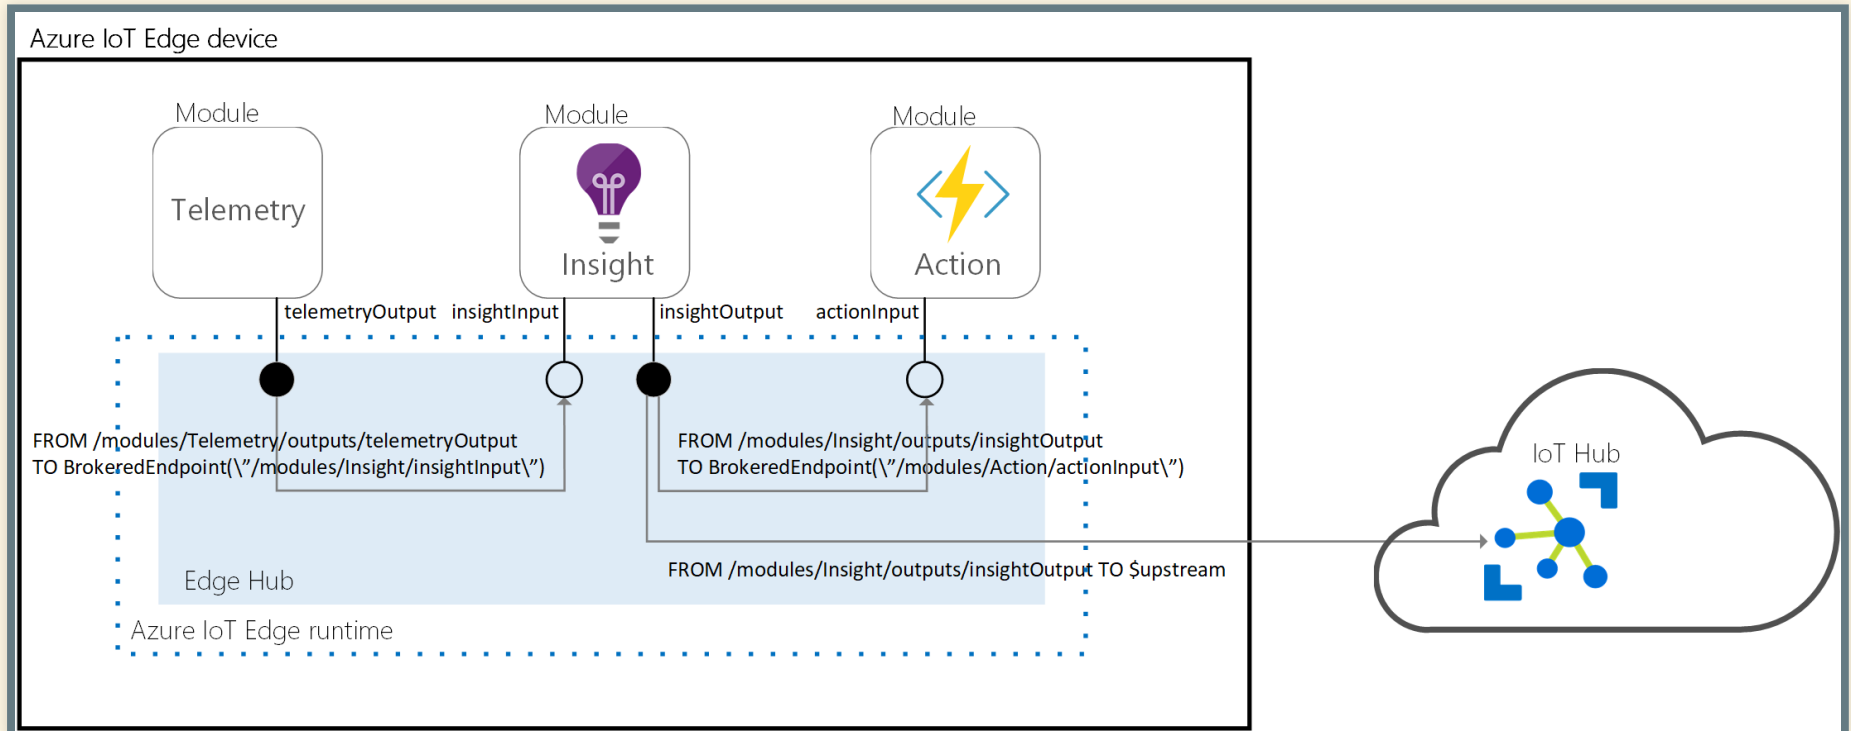 Azure IoT Edge device
Module
Module
Module
Telemetry
Insight
Action
telemetryOutput
insightInput
insightOutput
actionInput
FROM /modules/Telemetry/outputs/telemetryOutput
TO BrokeredEndpoint(\”/modules/Insight/insightInput\”)
FROM /modules/Insight/outputs/insightOutput
TO BrokeredEndpoint(\”/modules/Action/actionInput\”)
IoT Hub
FROM /modules/Insight/outputs/insightOutput TO $upstream
Edge Hub
Azure IoT Edge runtime